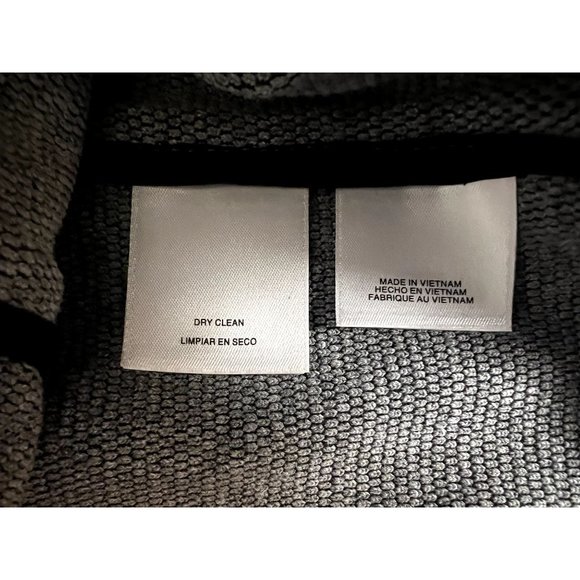 DRY CLEAN
LIMPIAR EN SECO
MADE IN VIETNAM
HECHO EN VIETNAM
FABRIQUE AU VIETNAM